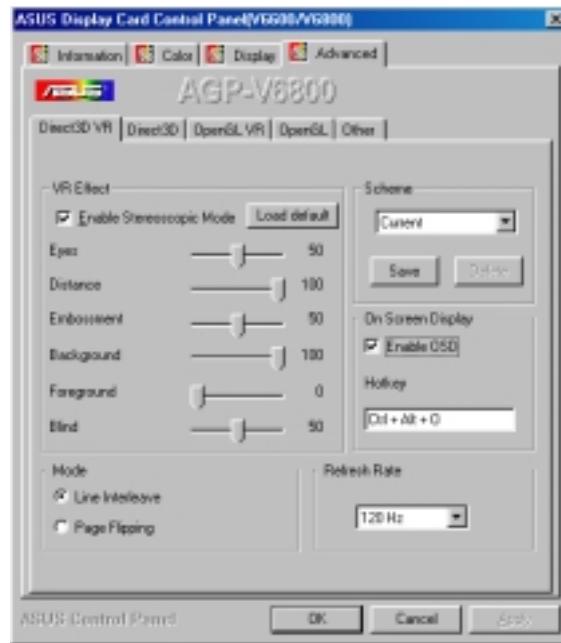 ASUS Display Card Control Panel(V6600/V6800)
Information Color Display Advanced
ASUS AGP-V6800
Direct3D VR Direct3D OpenGL VR OpenGL Other
VR Effect
Enable Stereoscopic Mode Load default
Eyes 50
Distance 100
Embossment 50
Background 100
Foreground 0
Blind 50
Scheme
Current
Save Delete
On Screen Display
Enable OSD
Hotkey
Ctrl + Alt + O
Mode
Line Interleave
Page Flipping
Refresh Rate
120 Hz
ASUS Control Panel OK Cancel Apply